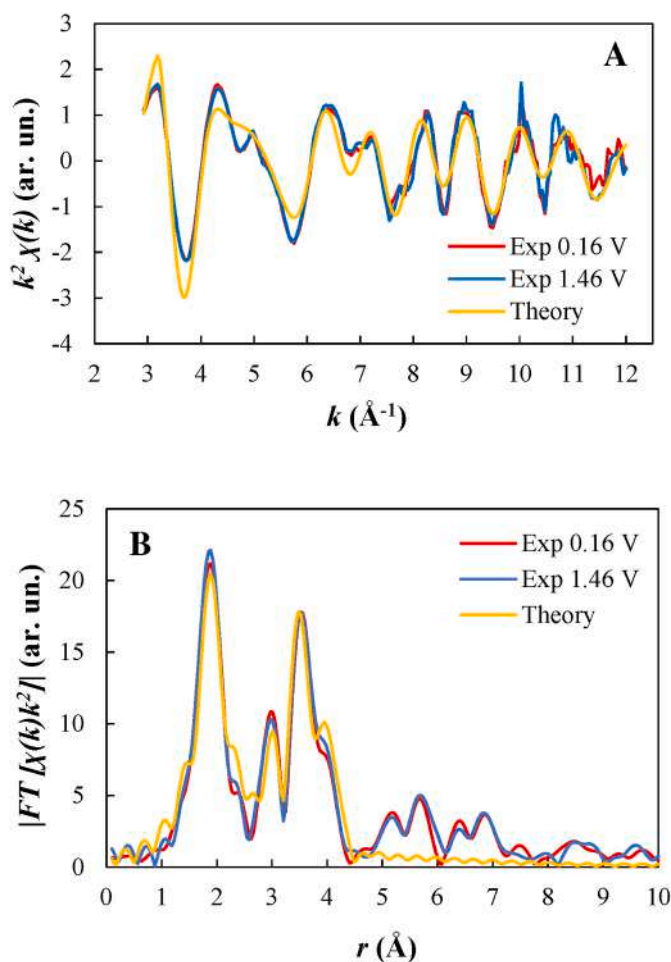 A
k² χ(k) (ar. un.)
3
2
1
0
-1
-2
-3
-4
Exp 0.16 V
Exp 1.46 V
Theory
2 3 4 5 6 7 8 9 10 11 12
k (Å⁻¹)
B
|FT [χ(k)k²]| (ar. un.)
25
20
15
10
5
0
Exp 0.16 V
Exp 1.46 V
Theory
0 1 2 3 4 5 6 7 8 9 10
r (Å)